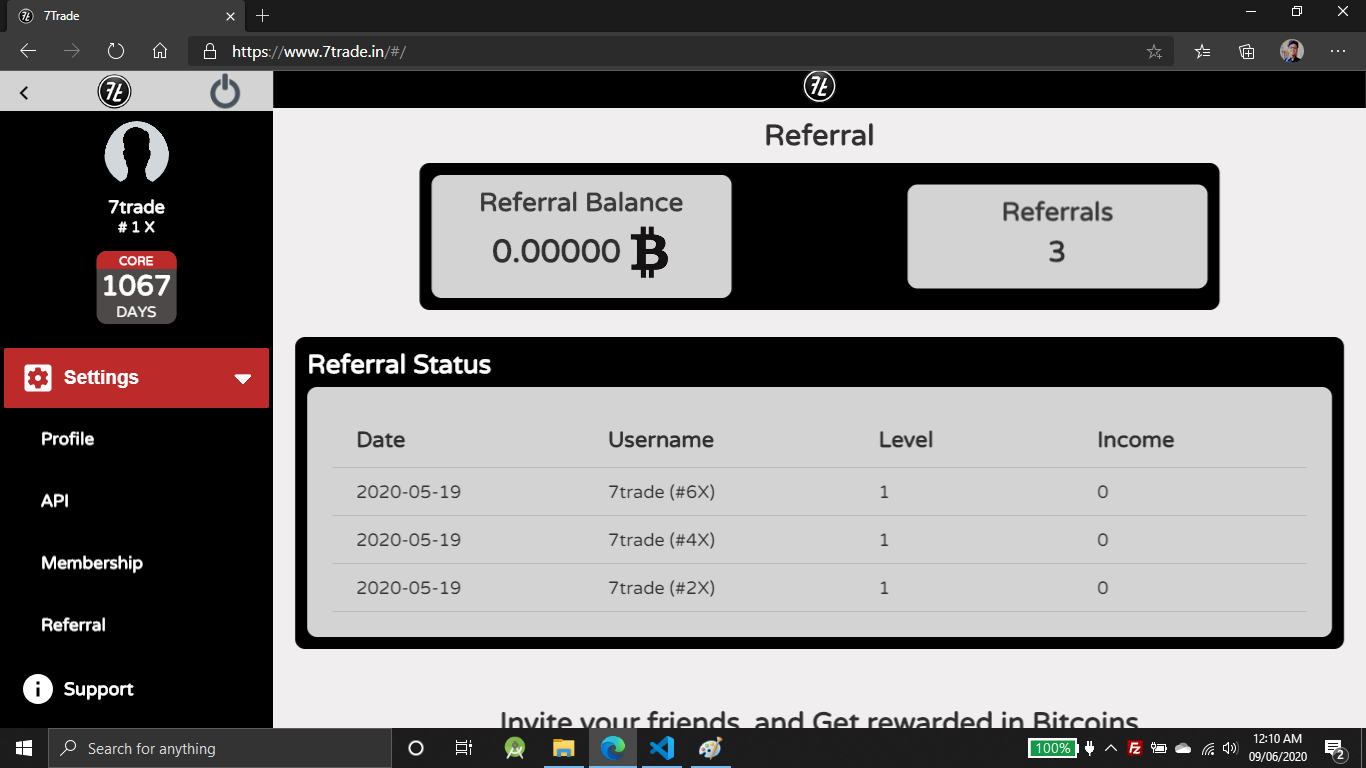 7Trade
https://www.7trade.in/#/
7trade
# 1 X
CORE
1067
DAYS
Settings
Profile
API
Membership
Referral
Support
Referral
Referral Balance
0.00000
Referrals
3
Referral Status
Date Username Level Income
2020-05-19 7trade (#6X) 1 0
2020-05-19 7trade (#4X) 1 0
2020-05-19 7trade (#2X) 1 0
Invite your friends, and Get rewarded in Bitcoins
Search for anything
100%
12:10 AM
09/06/2020
2